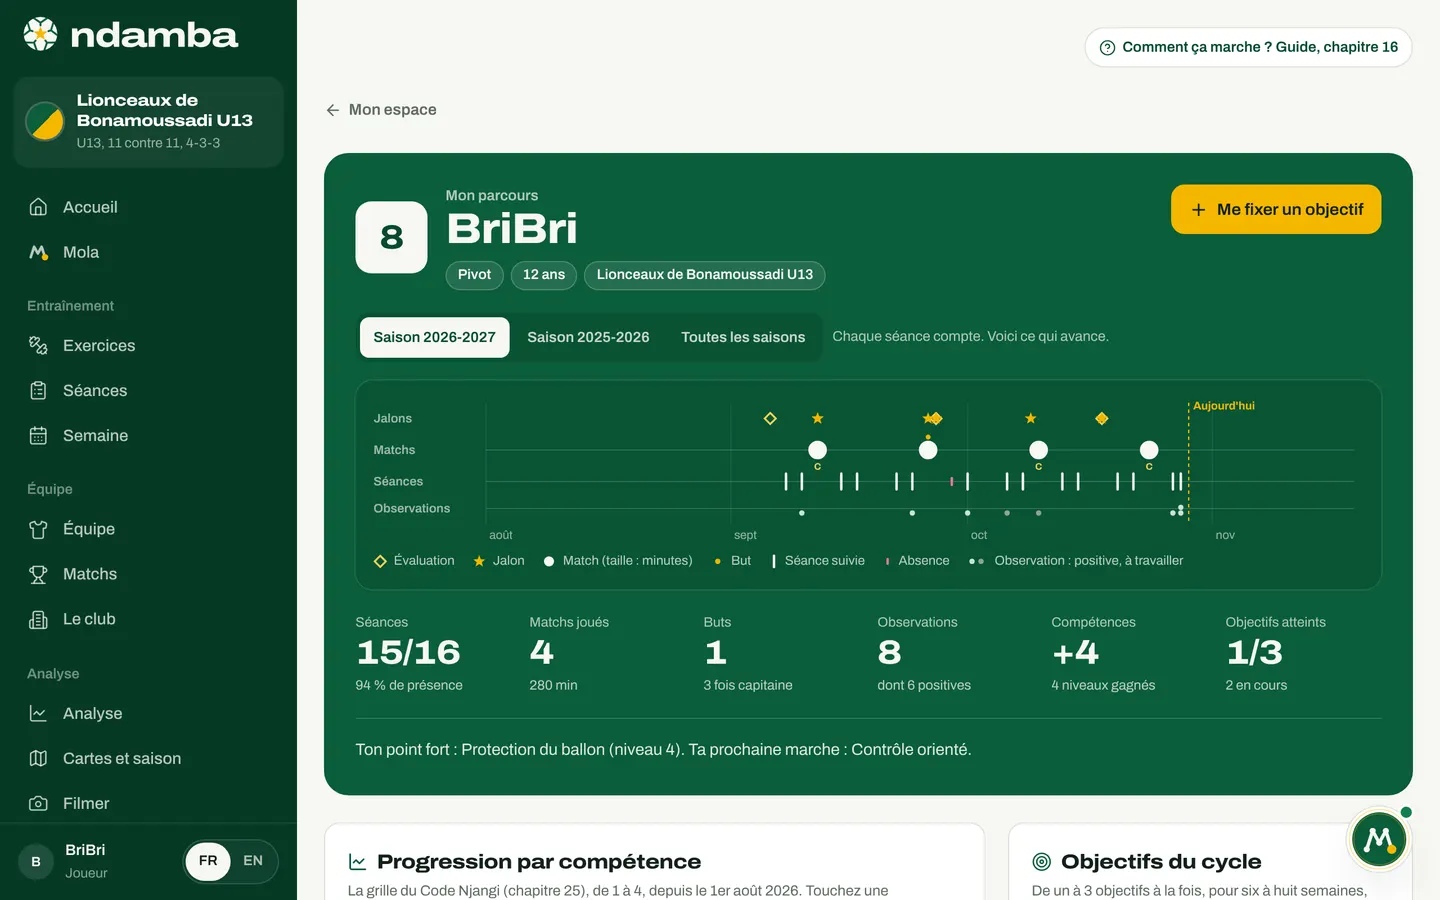 ndamba
Lionceaux de
Bonamoussadi U13
U13, 11 contre 11, 4-3-3
Accueil
Mola
Entraînement
Exercices
Séances
Semaine
Équipe
Équipe
Matchs
Le club
Analyse
Analyse
Cartes et saison
Filmer
B
BriBri
Joueur
FR
EN
Comment ça marche ? Guide, chapitre 16
Mon espace
8
Mon parcours
BriBri
Pivot
12 ans
Lionceaux de Bonamoussadi U13
Me fixer un objectif
Saison 2026-2027
Saison 2025-2026
Toutes les saisons
Chaque séance compte. Voici ce qui avance.
Aujourd'hui
Jalons
Matchs
C
C
C
Séances
Observations
août
sept
oct
nov
Évaluation
Jalon
Match (taille : minutes)
But
Séance suivie
Absence
Observation : positive, à travailler
Séances
15/16
94 % de présence
Matchs joués
4
280 min
Buts
1
3 fois capitaine
Observations
8
dont 6 positives
Compétences
+4
4 niveaux gagnés
Objectifs atteints
1/3
2 en cours
Ton point fort : Protection du ballon (niveau 4). Ta prochaine marche : Contrôle orienté.
Progression par compétence
La grille du Code Njangi (chapitre 25), de 1 à 4, depuis le 1er août 2026. Touchez une
Objectifs du cycle
De un à 3 objectifs à la fois, pour six à huit semaines,